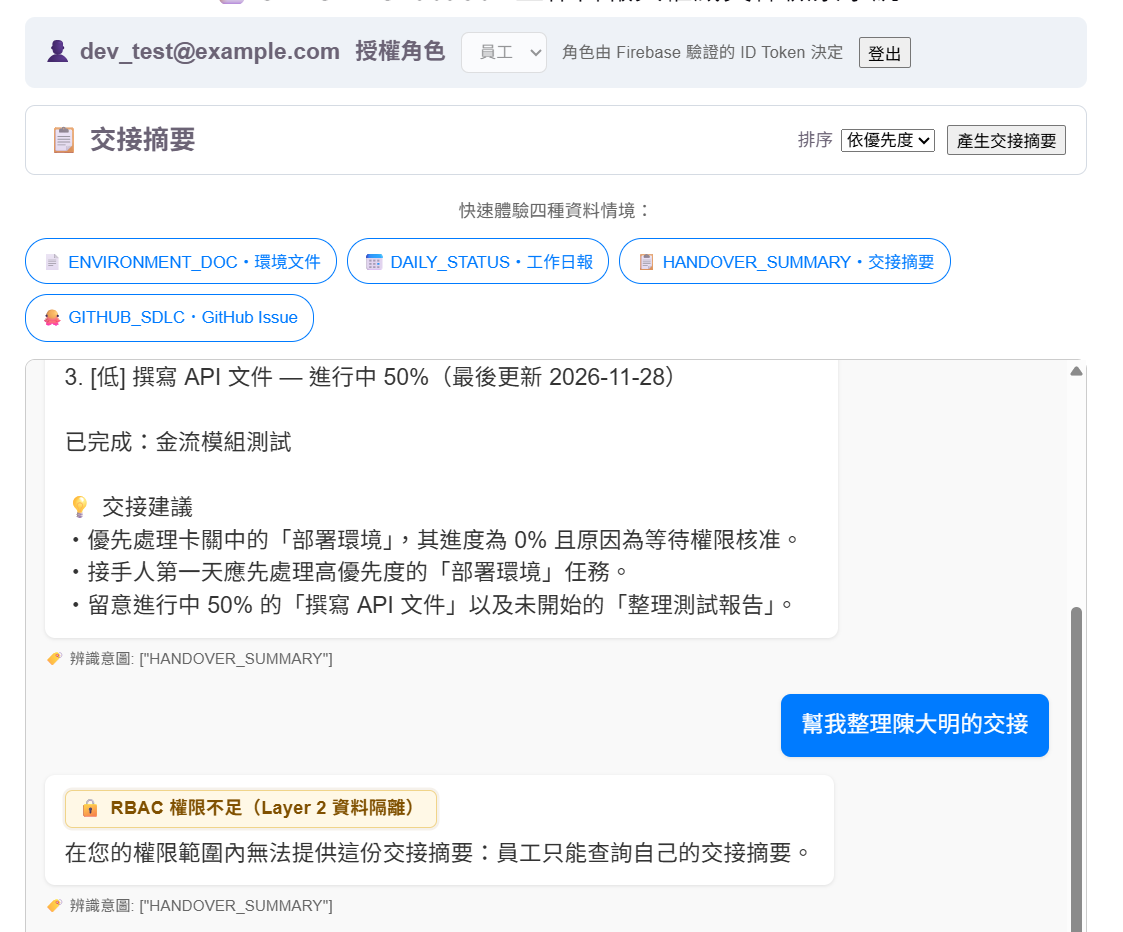 dev_test@example.com 授權角色 員工 角色由 Firebase 驗證的 ID Token 決定 登出
交接摘要 排序 依優先度 產生交接摘要
快速體驗四種資料情境：
ENVIRONMENT_DOC・環境文件 DAILY_STATUS・工作日報 HANDOVER_SUMMARY・交接摘要
GITHUB_SDLC・GitHub Issue
3. [低] 撰寫 API 文件 — 進行中 50%（最後更新 2026-11-28）
已完成：金流模組測試
交接建議
・優先處理卡關中的「部署環境」，其進度為 0% 且原因為等待權限核准。
・接手人第一天應先處理高優先度的「部署環境」任務。
・留意進行中 50% 的「撰寫 API 文件」以及未開始的「整理測試報告」。
辨識意圖: ["HANDOVER_SUMMARY"]
幫我整理陳大明的交接
RBAC 權限不足（Layer 2 資料隔離）
在您的權限範圍內無法提供這份交接摘要：員工只能查詢自己的交接摘要。
辨識意圖: ["HANDOVER_SUMMARY"]